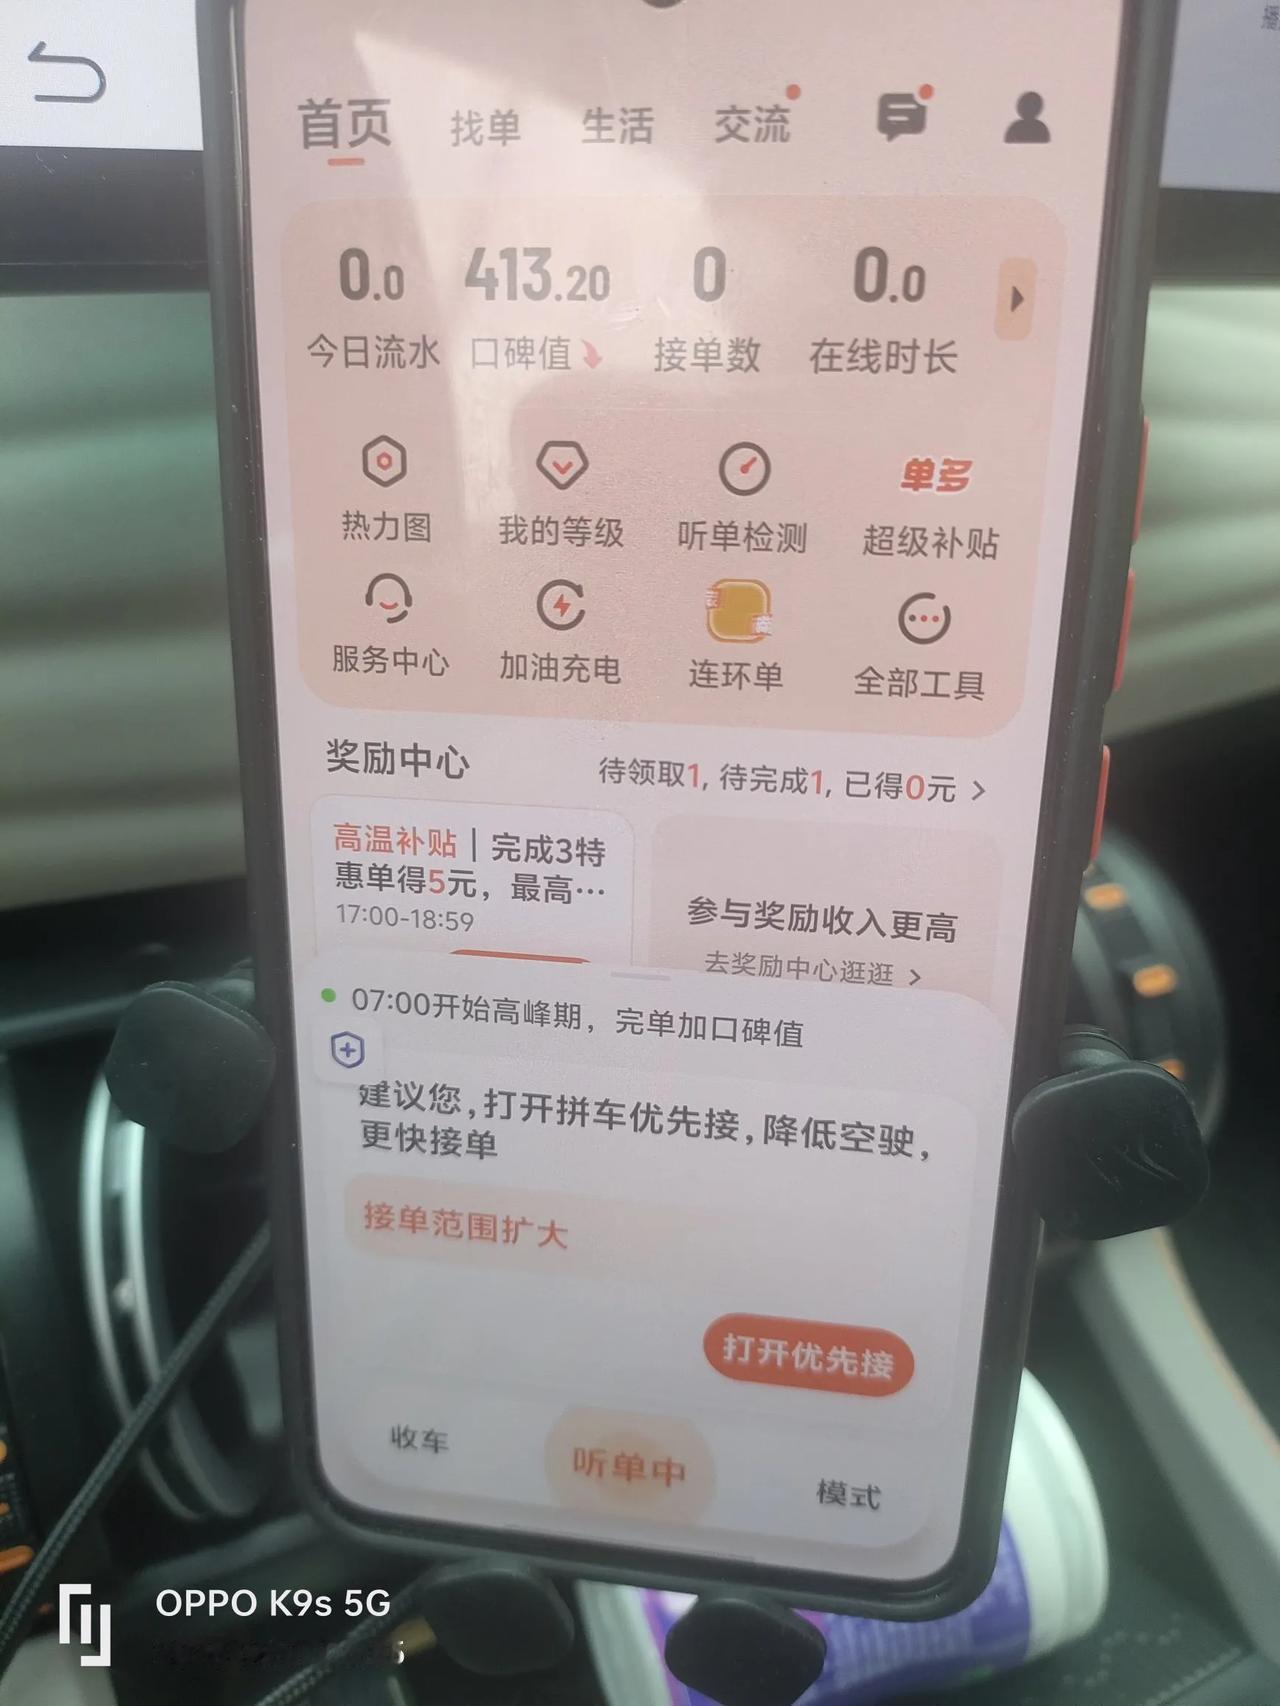 首页 找单 生活 交流
0.0 413.20 0 0.0
今日流水 口碑值 接单数 在线时长
单多
热力图 我的等级 听单检测 超级补贴
服务中心 加油充电 连环单 全部工具
奖励中心 待领取1, 待完成1, 已得0元 >
高温补贴 | 完成3特
惠单得5元，最高…
17:00-18:59
参与奖励收入更高
去奖励中心逛逛 >
07:00开始高峰期，完单加口碑值
建议您，打开拼车优先接，降低空驶，
更快接单
接单范围扩大
打开优先接
收车 听单中 模式
OPPO K9s 5G